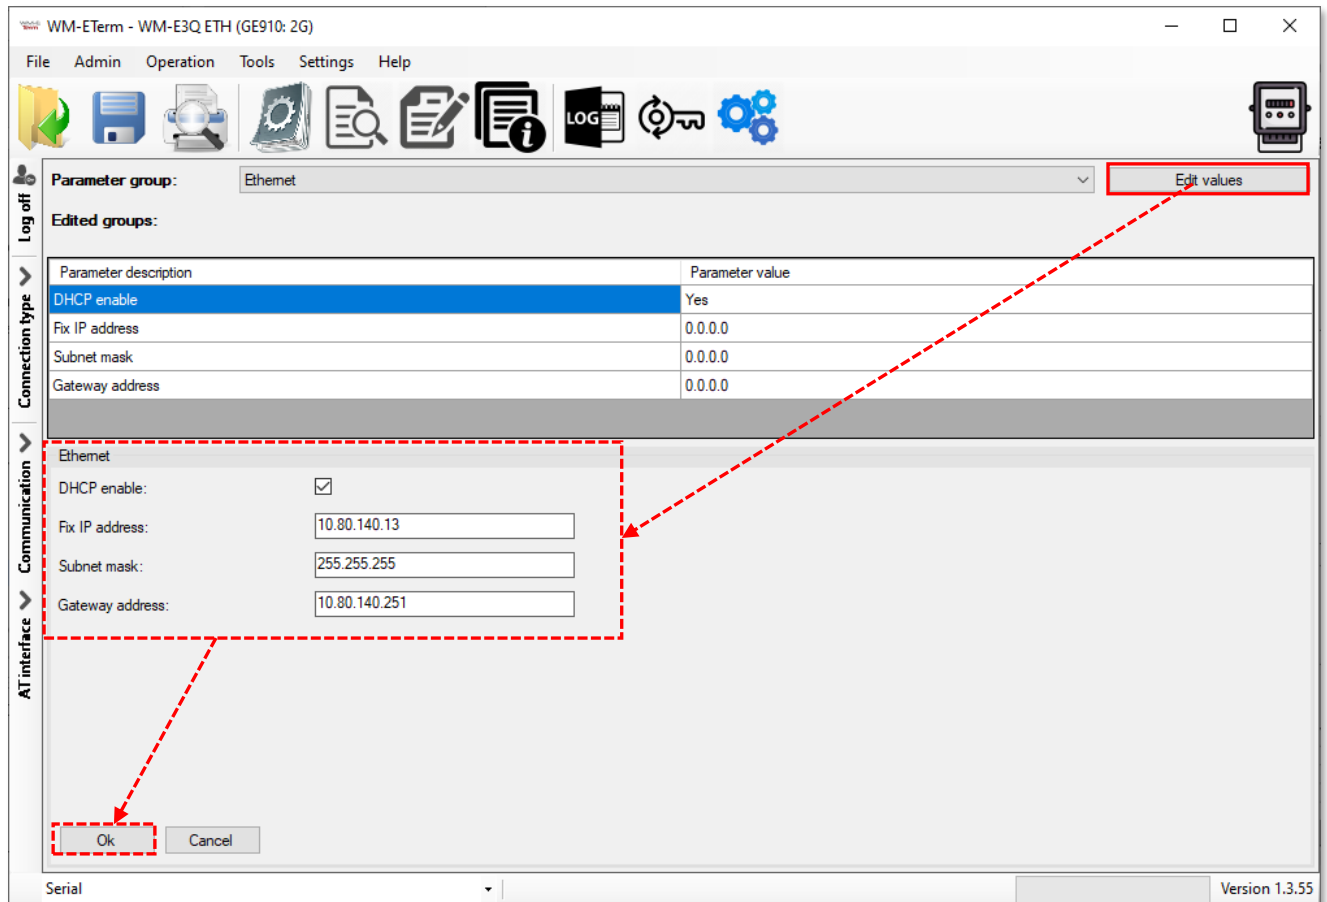 WM-ETerm - WM-E3Q ETH (GE910: 2G)
File Admin Operation Tools Settings Help
LOG
Log off
Connection type
Communication
AT interface
Parameter group: Ethernet Edit values
Edited groups:
Parameter description Parameter value
DHCP enable Yes
Fix IP address 0.0.0.0
Subnet mask 0.0.0.0
Gateway address 0.0.0.0
Ethernet
DHCP enable:
Fix IP address: 10.80.140.13
Subnet mask: 255.255.255
Gateway address: 10.80.140.251
Ok Cancel
Serial Version 1.3.55